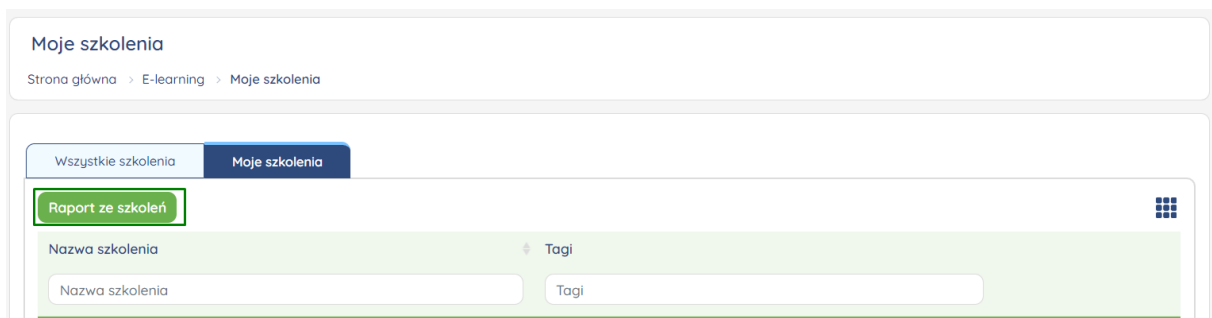 Moje szkolenia
Strona główna > E-learning > Moje szkolenia
Wszystkie szkolenia Moje szkolenia
Raport ze szkoleń
Nazwa szkolenia Tagi
Nazwa szkolenia Tagi